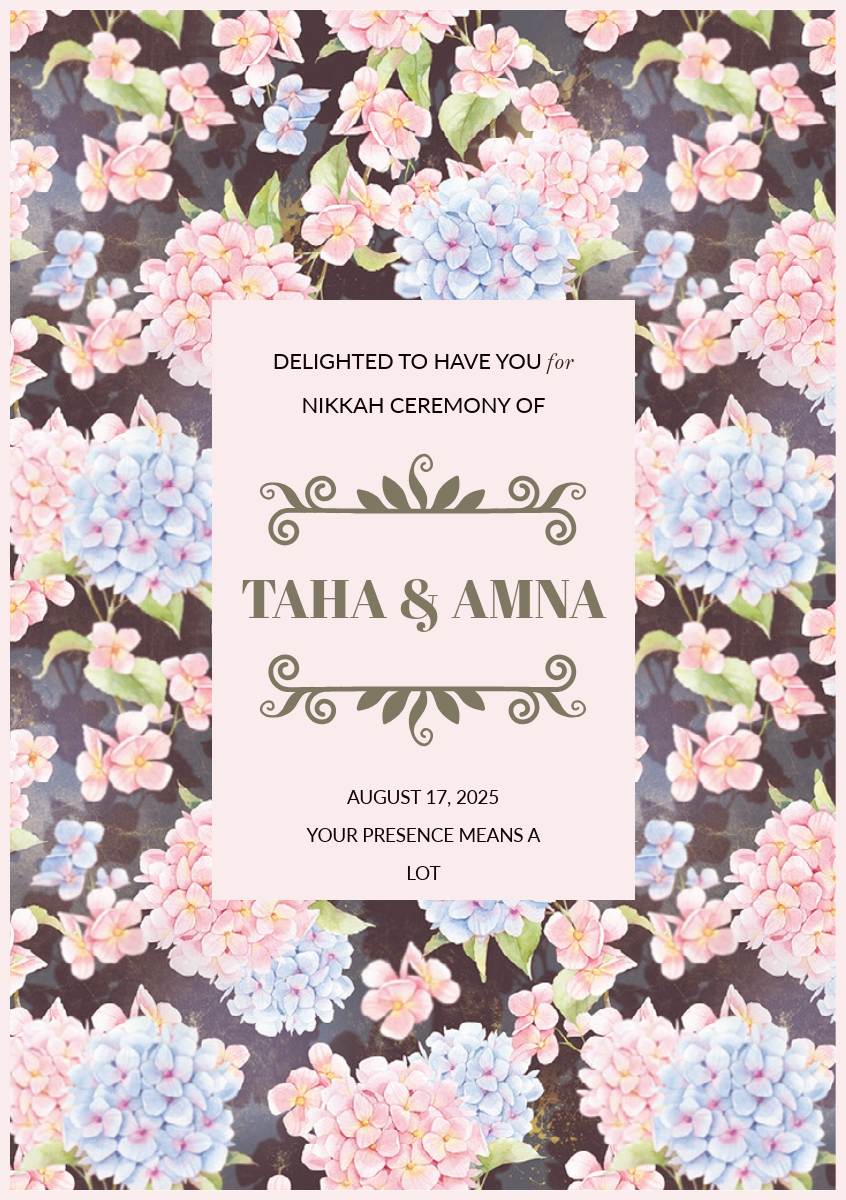 DELIGHTED TO HAVE YOU for
NIKKAH CEREMONY OF
TAHA & AMNA
AUGUST 17, 2025
YOUR PRESENCE MEANS A
LOT